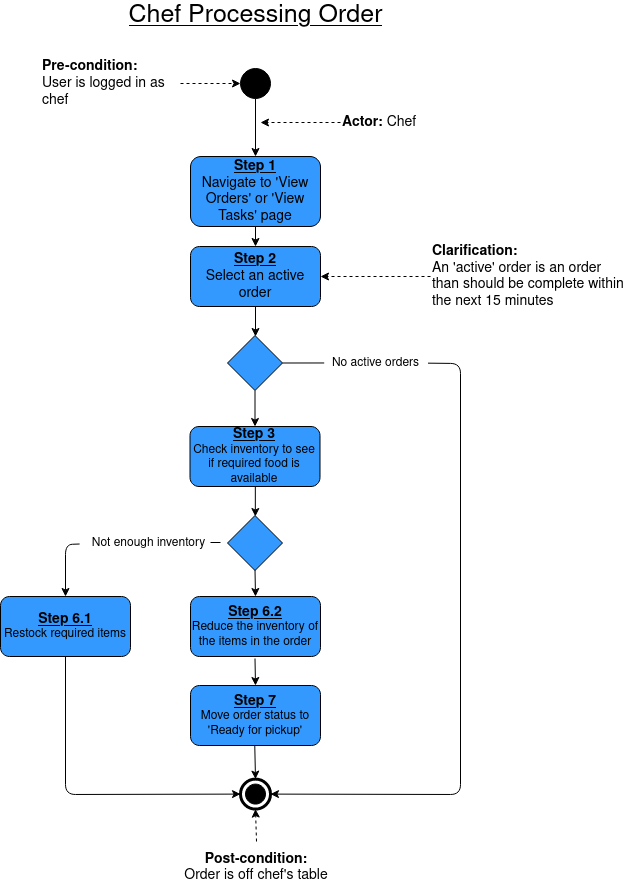 Chef Processing Order
Pre-condition:
User is logged in as
chef
Actor: Chef
Step 1
Navigate to 'View
Orders' or 'View
Tasks' page
Step 2
Select an active
order
Clarification:
An 'active' order is an order
than should be complete within
the next 15 minutes
No active orders
Step 3
Check inventory to see
if required food is
available
Not enough inventory
Step 6.1
Restock required items
Step 6.2
Reduce the inventory of
the items in the order
Step 7
Move order status to
'Ready for pickup'
Post-condition:
Order is off chef's table